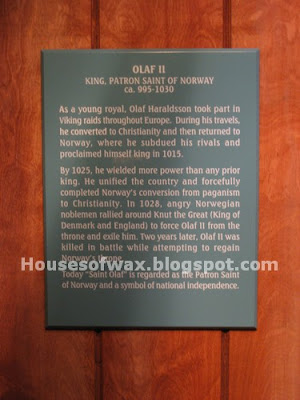 OLAF II
KING, PATRON SAINT OF NORWAY
ca. 995-1030
As a young royal, Olaf Haraldsson took part in
Viking raids throughout Europe. During his travels,
he converted to Christianity and then returned to
Norway, where he subdued his rivals and
proclaimed himself king in 1015.
By 1025, he wielded more power than any prior
king. He unified the country and forcefully
completed Norway's conversion from paganism
to Christianity. In 1028, angry Norwegian
noblemen rallied around Knut the Great (King of
Denmark and England) to force Olaf II from the
throne and exile him. Two years later, Olaf II was
killed in battle while attempting to regain
Norway's throne.
Housesofwax.blogspot.com
Today "Saint Olaf" is regarded as the Patron Saint
of Norway and a symbol of national independence.